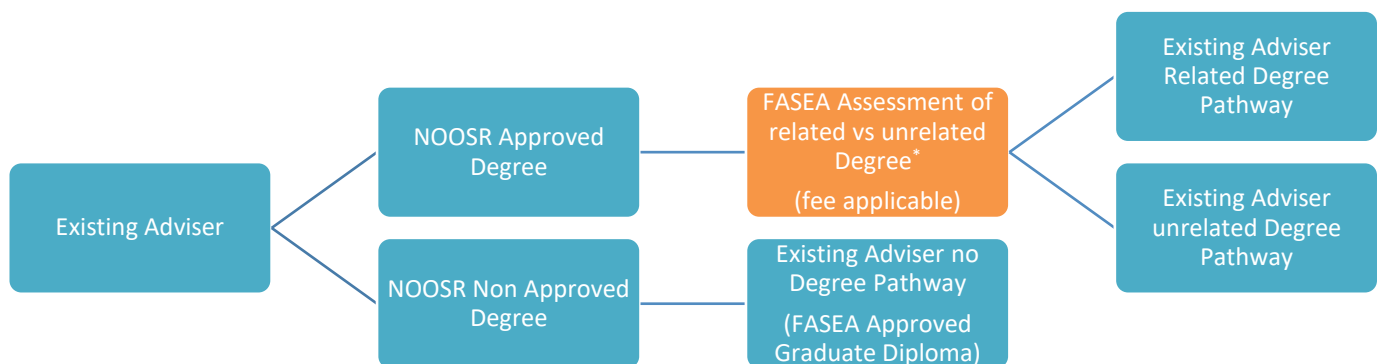 Existing Adviser
NOOSR Approved
Degree
NOOSR Non Approved
Degree
FASEA Assessment of
related vs unrelated
Degree*
(fee applicable)
Existing Adviser no
Degree Pathway
(FASEA Approved
Graduate Diploma)
Existing Adviser
Related Degree
Pathway
Existing Adviser
unrelated Degree
Pathway